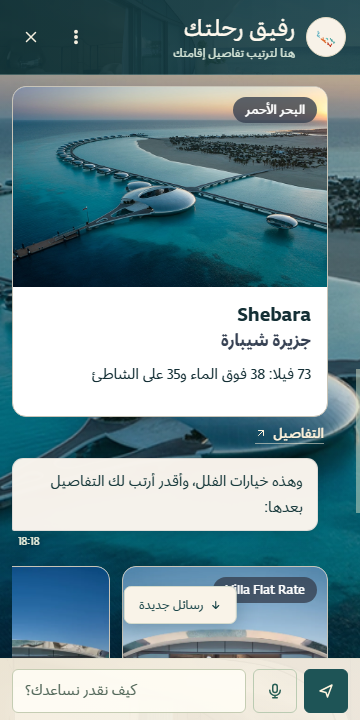 رفيق رحلتك
هنا لترتيب تفاصيل إقامتك
البحر الأحمر
Shebara
جزيرة شيبارة
73 فيلا: 38 فوق الماء و35 على الشاطئ
التفاصيل
وهذه خيارات الفلل، وأقدر أرتب لك التفاصيل
بعدها:
18:18
Villa Flat Rate
رسائل جديدة
كيف نقدر نساعدك؟